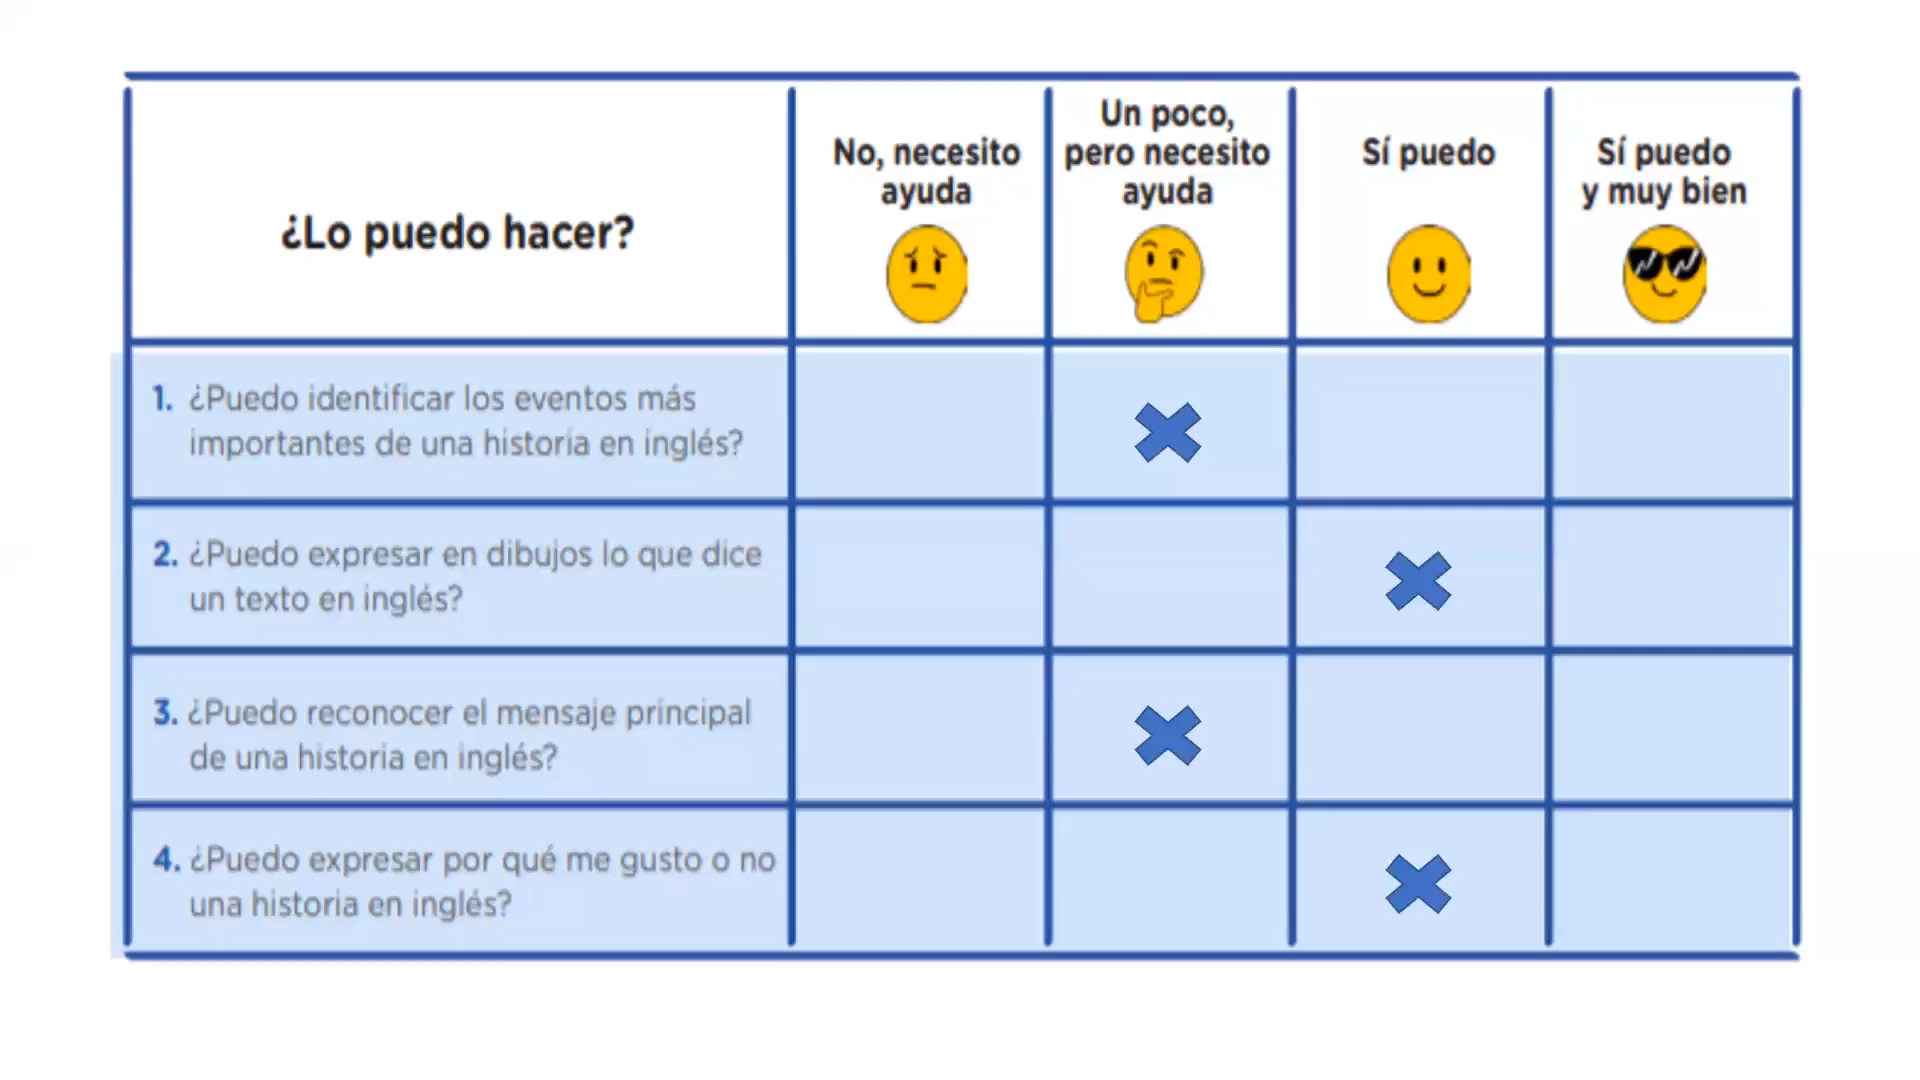 ¿Lo puedo hacer?
No, necesito
ayuda
Un poco,
pero necesito
ayuda
Sí puedo
Sí puedo
y muy bien
1. ¿Puedo identificar los eventos más
importantes de una historia en inglés?
2. ¿Puedo expresar en dibujos lo que dice
un texto en inglés?
3. ¿Puedo reconocer el mensaje principal
de una historia en inglés?
4. ¿Puedo expresar por qué me gusto o no
una historia en inglés?